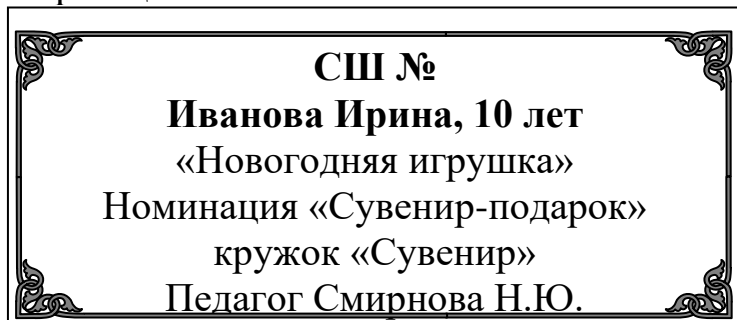 СШ №
Иванова Ирина, 10 лет
«Новогодняя игрушка»
Номинация «Сувенир-подарок»
кружок «Сувенир»
Педагог Смирнова Н.Ю.